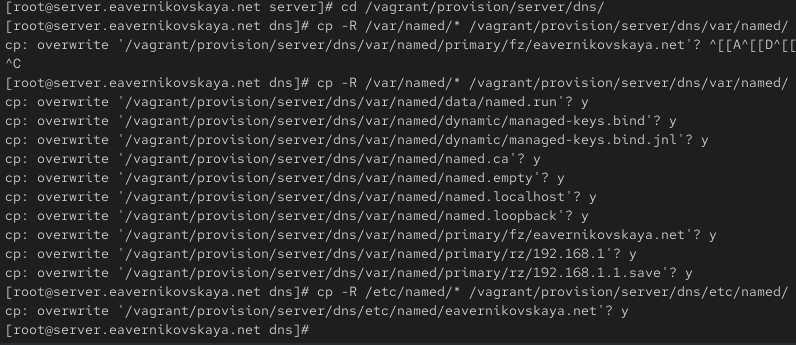 [root@server.eavernikovskaya.net server]# cd /vagrant/provision/server/dns/
[root@server.eavernikovskaya.net dns]# cp -R /var/named/* /vagrant/provision/server/dns/var/named/
cp: overwrite '/vagrant/provision/server/dns/var/named/primary/fz/eavernikovskaya.net'? ^[[A^[[D^[[
^C
[root@server.eavernikovskaya.net dns]# cp -R /var/named/* /vagrant/provision/server/dns/var/named/
cp: overwrite '/vagrant/provision/server/dns/var/named/data/named.run'? y
cp: overwrite '/vagrant/provision/server/dns/var/named/dynamic/managed-keys.bind'? y
cp: overwrite '/vagrant/provision/server/dns/var/named/dynamic/managed-keys.bind.jnl'? y
cp: overwrite '/vagrant/provision/server/dns/var/named/named.ca'? y
cp: overwrite '/vagrant/provision/server/dns/var/named/named.empty'? y
cp: overwrite '/vagrant/provision/server/dns/var/named/named.localhost'? y
cp: overwrite '/vagrant/provision/server/dns/var/named/named.loopback'? y
cp: overwrite '/vagrant/provision/server/dns/var/named/primary/fz/eavernikovskaya.net'? y
cp: overwrite '/vagrant/provision/server/dns/var/named/primary/rz/192.168.1'? y
cp: overwrite '/vagrant/provision/server/dns/var/named/primary/rz/192.168.1.1.save'? y
[root@server.eavernikovskaya.net dns]# cp -R /etc/named/* /vagrant/provision/server/dns/etc/named/
cp: overwrite '/vagrant/provision/server/dns/etc/named/eavernikovskaya.net'? y
[root@server.eavernikovskaya.net dns]#